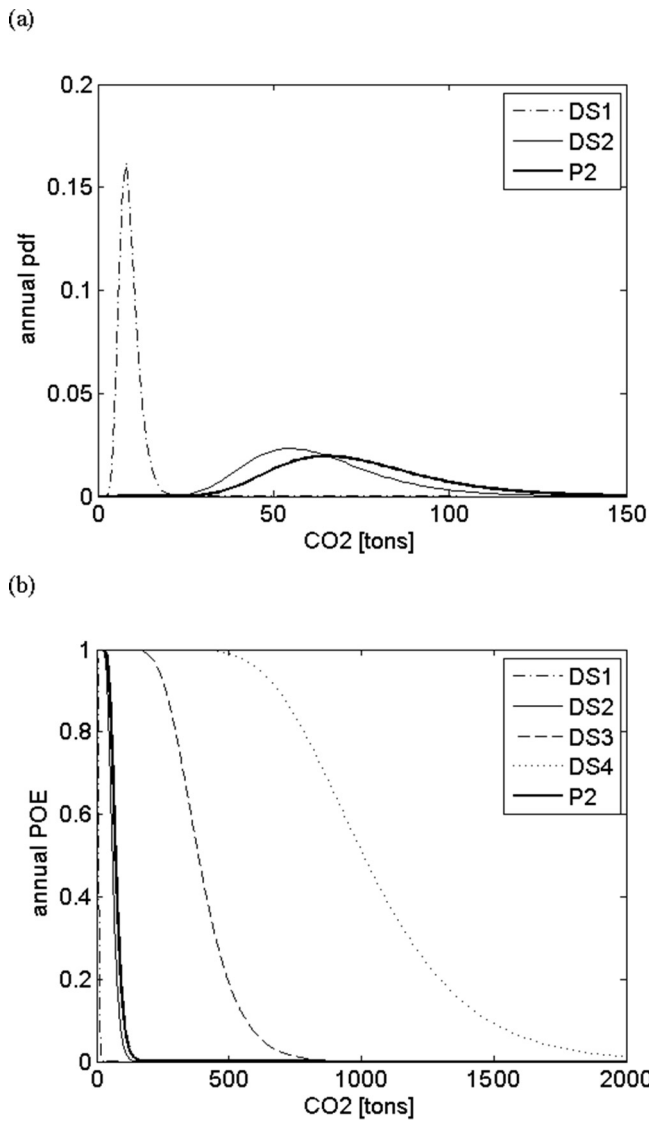 (a)
0.2
0.15
0.1
0.05
0
annual pdf
DS1
DS2
P2
0 50 100 150
CO2 [tons]
(b)
1
0.8
0.6
0.4
0.2
0
annual POE
DS1
DS2
DS3
DS4
P2
0 500 1000 1500 2000
CO2 [tons]